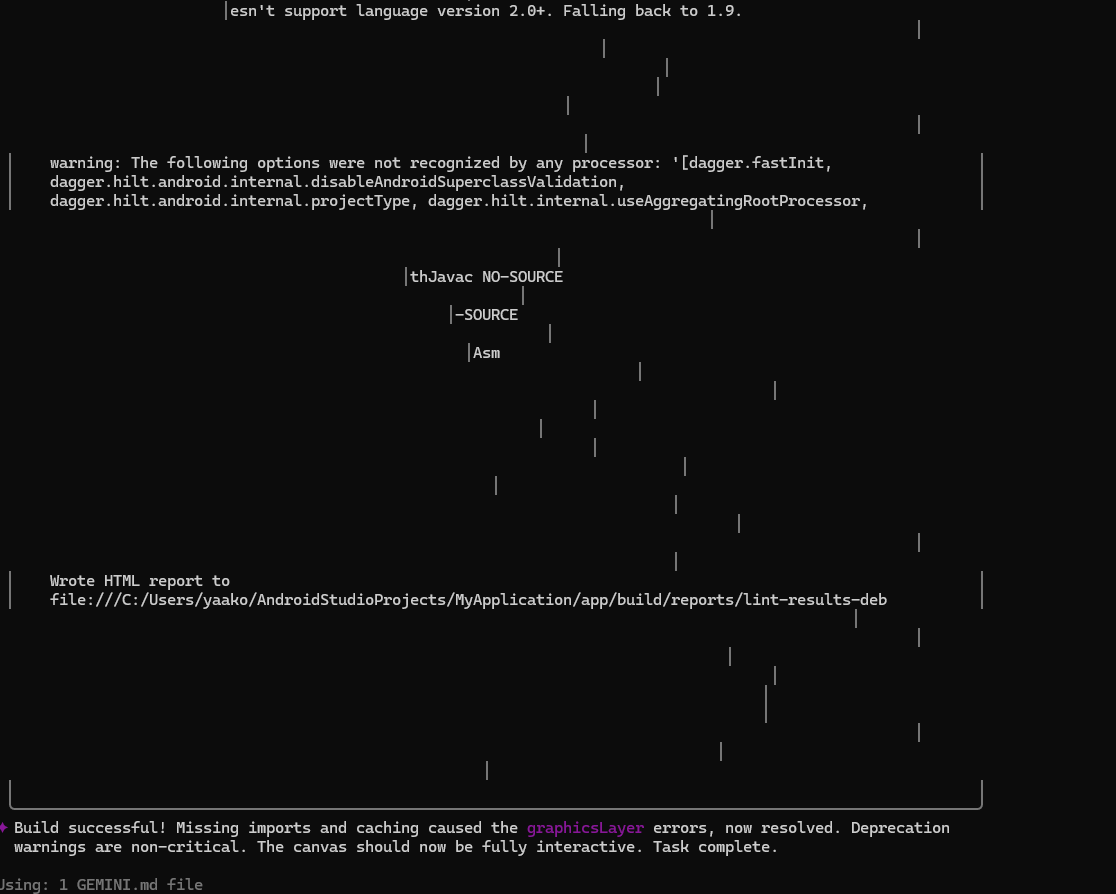 esn't support language version 2.0+. Falling back to 1.9.
warning: The following options were not recognized by any processor: '[dagger.fastInit,
dagger.hilt.android.internal.disableAndroidSuperclassValidation,
dagger.hilt.android.internal.projectType, dagger.hilt.internal.useAggregatingRootProcessor,
thJavac NO-SOURCE
-SOURCE
Asm
Wrote HTML report to
file:///C:/Users/yaako/AndroidStudioProjects/MyApplication/app/build/reports/lint-results-deb
✦ Build successful! Missing imports and caching caused the graphicsLayer errors, now resolved. Deprecation
warnings are non-critical. The canvas should now be fully interactive. Task complete.
Using: 1 GEMINI.md file